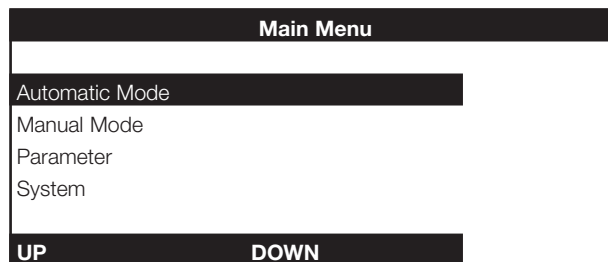 Main Menu
Automatic Mode
Manual Mode
Parameter
System
UP DOWN